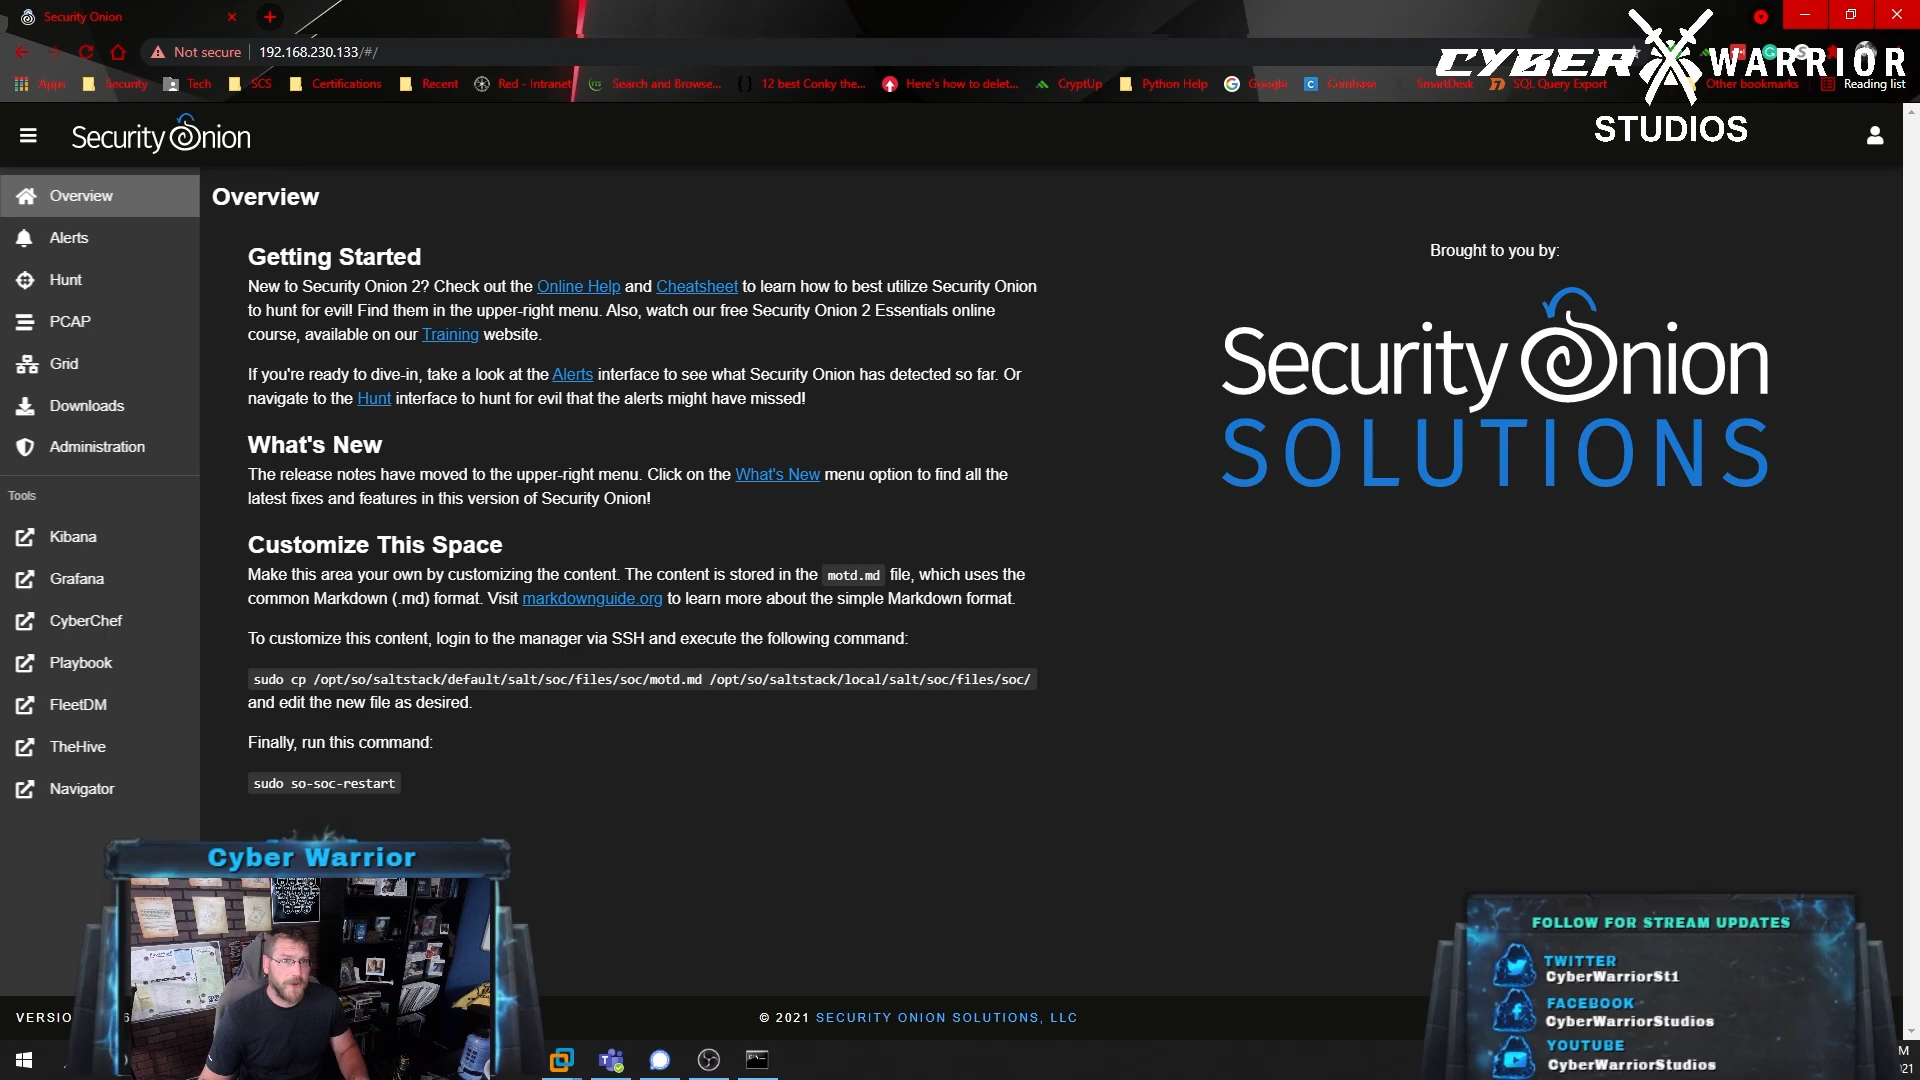 Security Onion
Not secure
192.168.230.133/#/
Apps
Security
Tech
SCS
Certifications
Recent
Red - Intranet
Search and Browse...
12 best Conky the...
Here's how to delet...
CryptUp
Python Help
Google
Coinbase
SmartDesk
SQL Query Export
Other bookmarks
Reading list
CYBER WARRIOR
STUDIOS
Security Onion
Overview
Alerts
Hunt
PCAP
Grid
Downloads
Administration
Tools
Kibana
Grafana
CyberChef
Playbook
FleetDM
TheHive
Navigator
Overview
Getting Started
New to Security Onion 2? Check out the Online Help and Cheatsheet to learn how to best utilize Security Onion
to hunt for evil! Find them in the upper-right menu. Also, watch our free Security Onion 2 Essentials online
course, available on our Training website.
If you're ready to dive-in, take a look at the Alerts interface to see what Security Onion has detected so far. Or
navigate to the Hunt interface to hunt for evil that the alerts might have missed!
What's New
The release notes have moved to the upper-right menu. Click on the What's New menu option to find all the
latest fixes and features in this version of Security Onion!
Customize This Space
Make this area your own by customizing the content. The content is stored in the motd.md file, which uses the
common Markdown (.md) format. Visit markdownguide.org to learn more about the simple Markdown format.
To customize this content, login to the manager via SSH and execute the following command:
sudo cp /opt/so/saltstack/default/salt/soc/files/soc/motd.md /opt/so/saltstack/local/salt/soc/files/soc/
and edit the new file as desired.
Finally, run this command:
sudo so-soc-restart
Brought to you by:
Security Onion
SOLUTIONS
Cyber Warrior
VERSIO
© 2021 SECURITY ONION SOLUTIONS, LLC
FOLLOW FOR STREAM UPDATES
TWITTER
CyberWarriorSt1
FACEBOOK
CyberWarriorStudios
YOUTUBE
CyberWarriorStudios